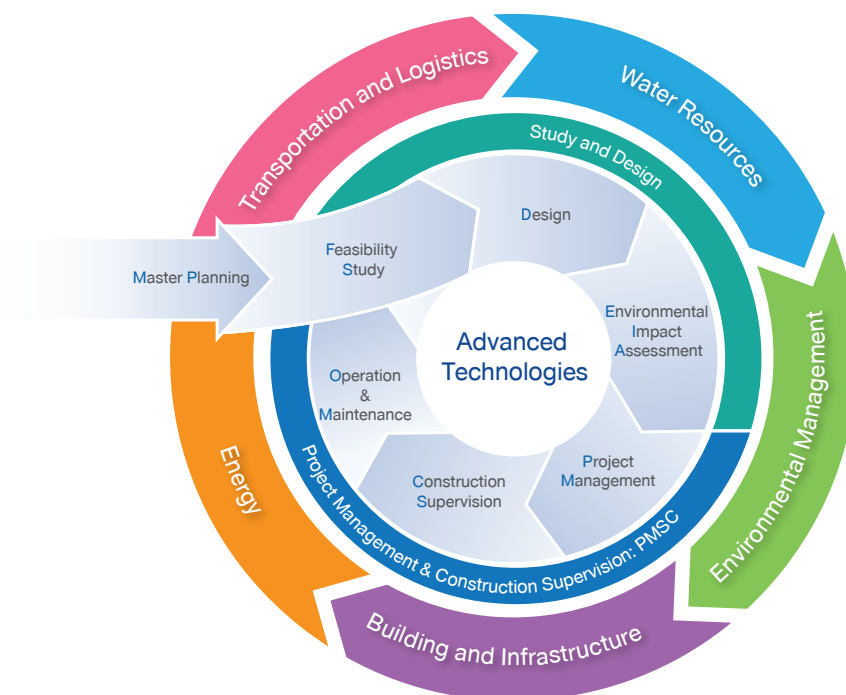 Transportation and Logistics
Water Resources
Study and Design
Design
Feasibility
Study
Master Planning
Environmental
Impact
Assessment
Advanced
Technologies
Operation
&
Maintenance
Project
Management
Construction
Supervision
Project Management & Construction Supervision: PMSC
Environmental Management
Energy
Building and Infrastructure